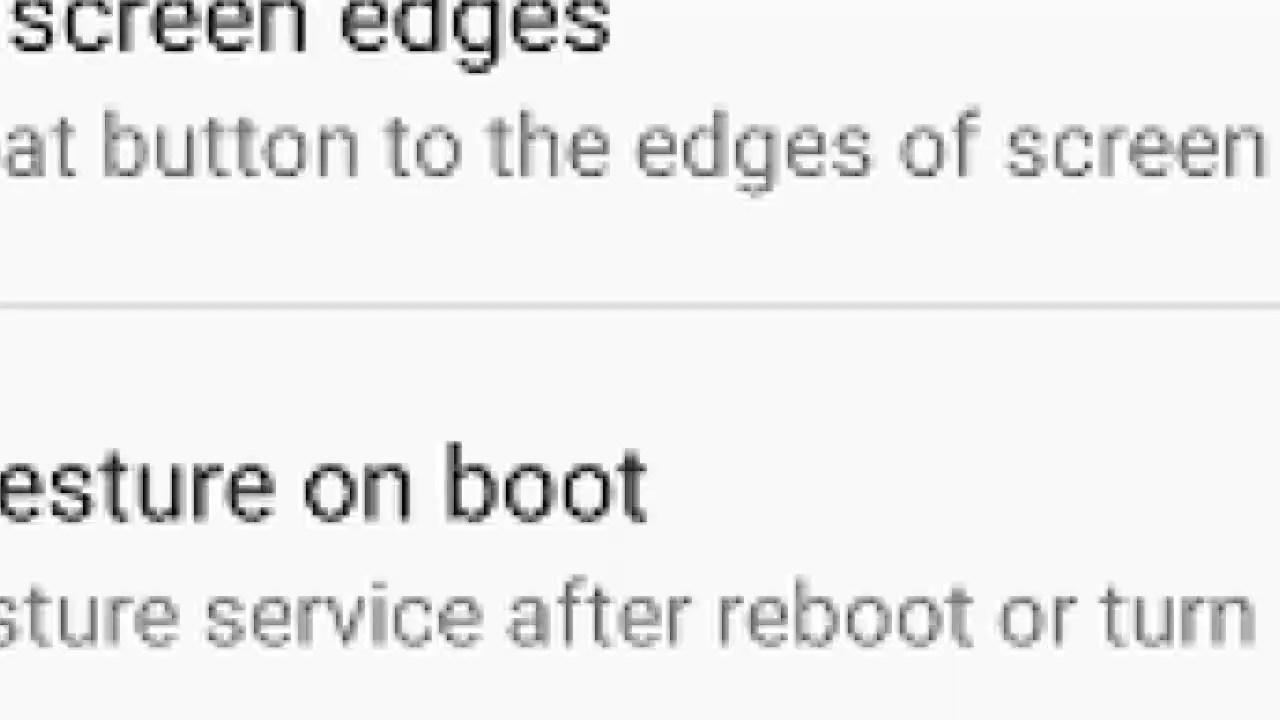 screen edges
at button to the edges of screen
esture on boot
sture service after reboot or turn